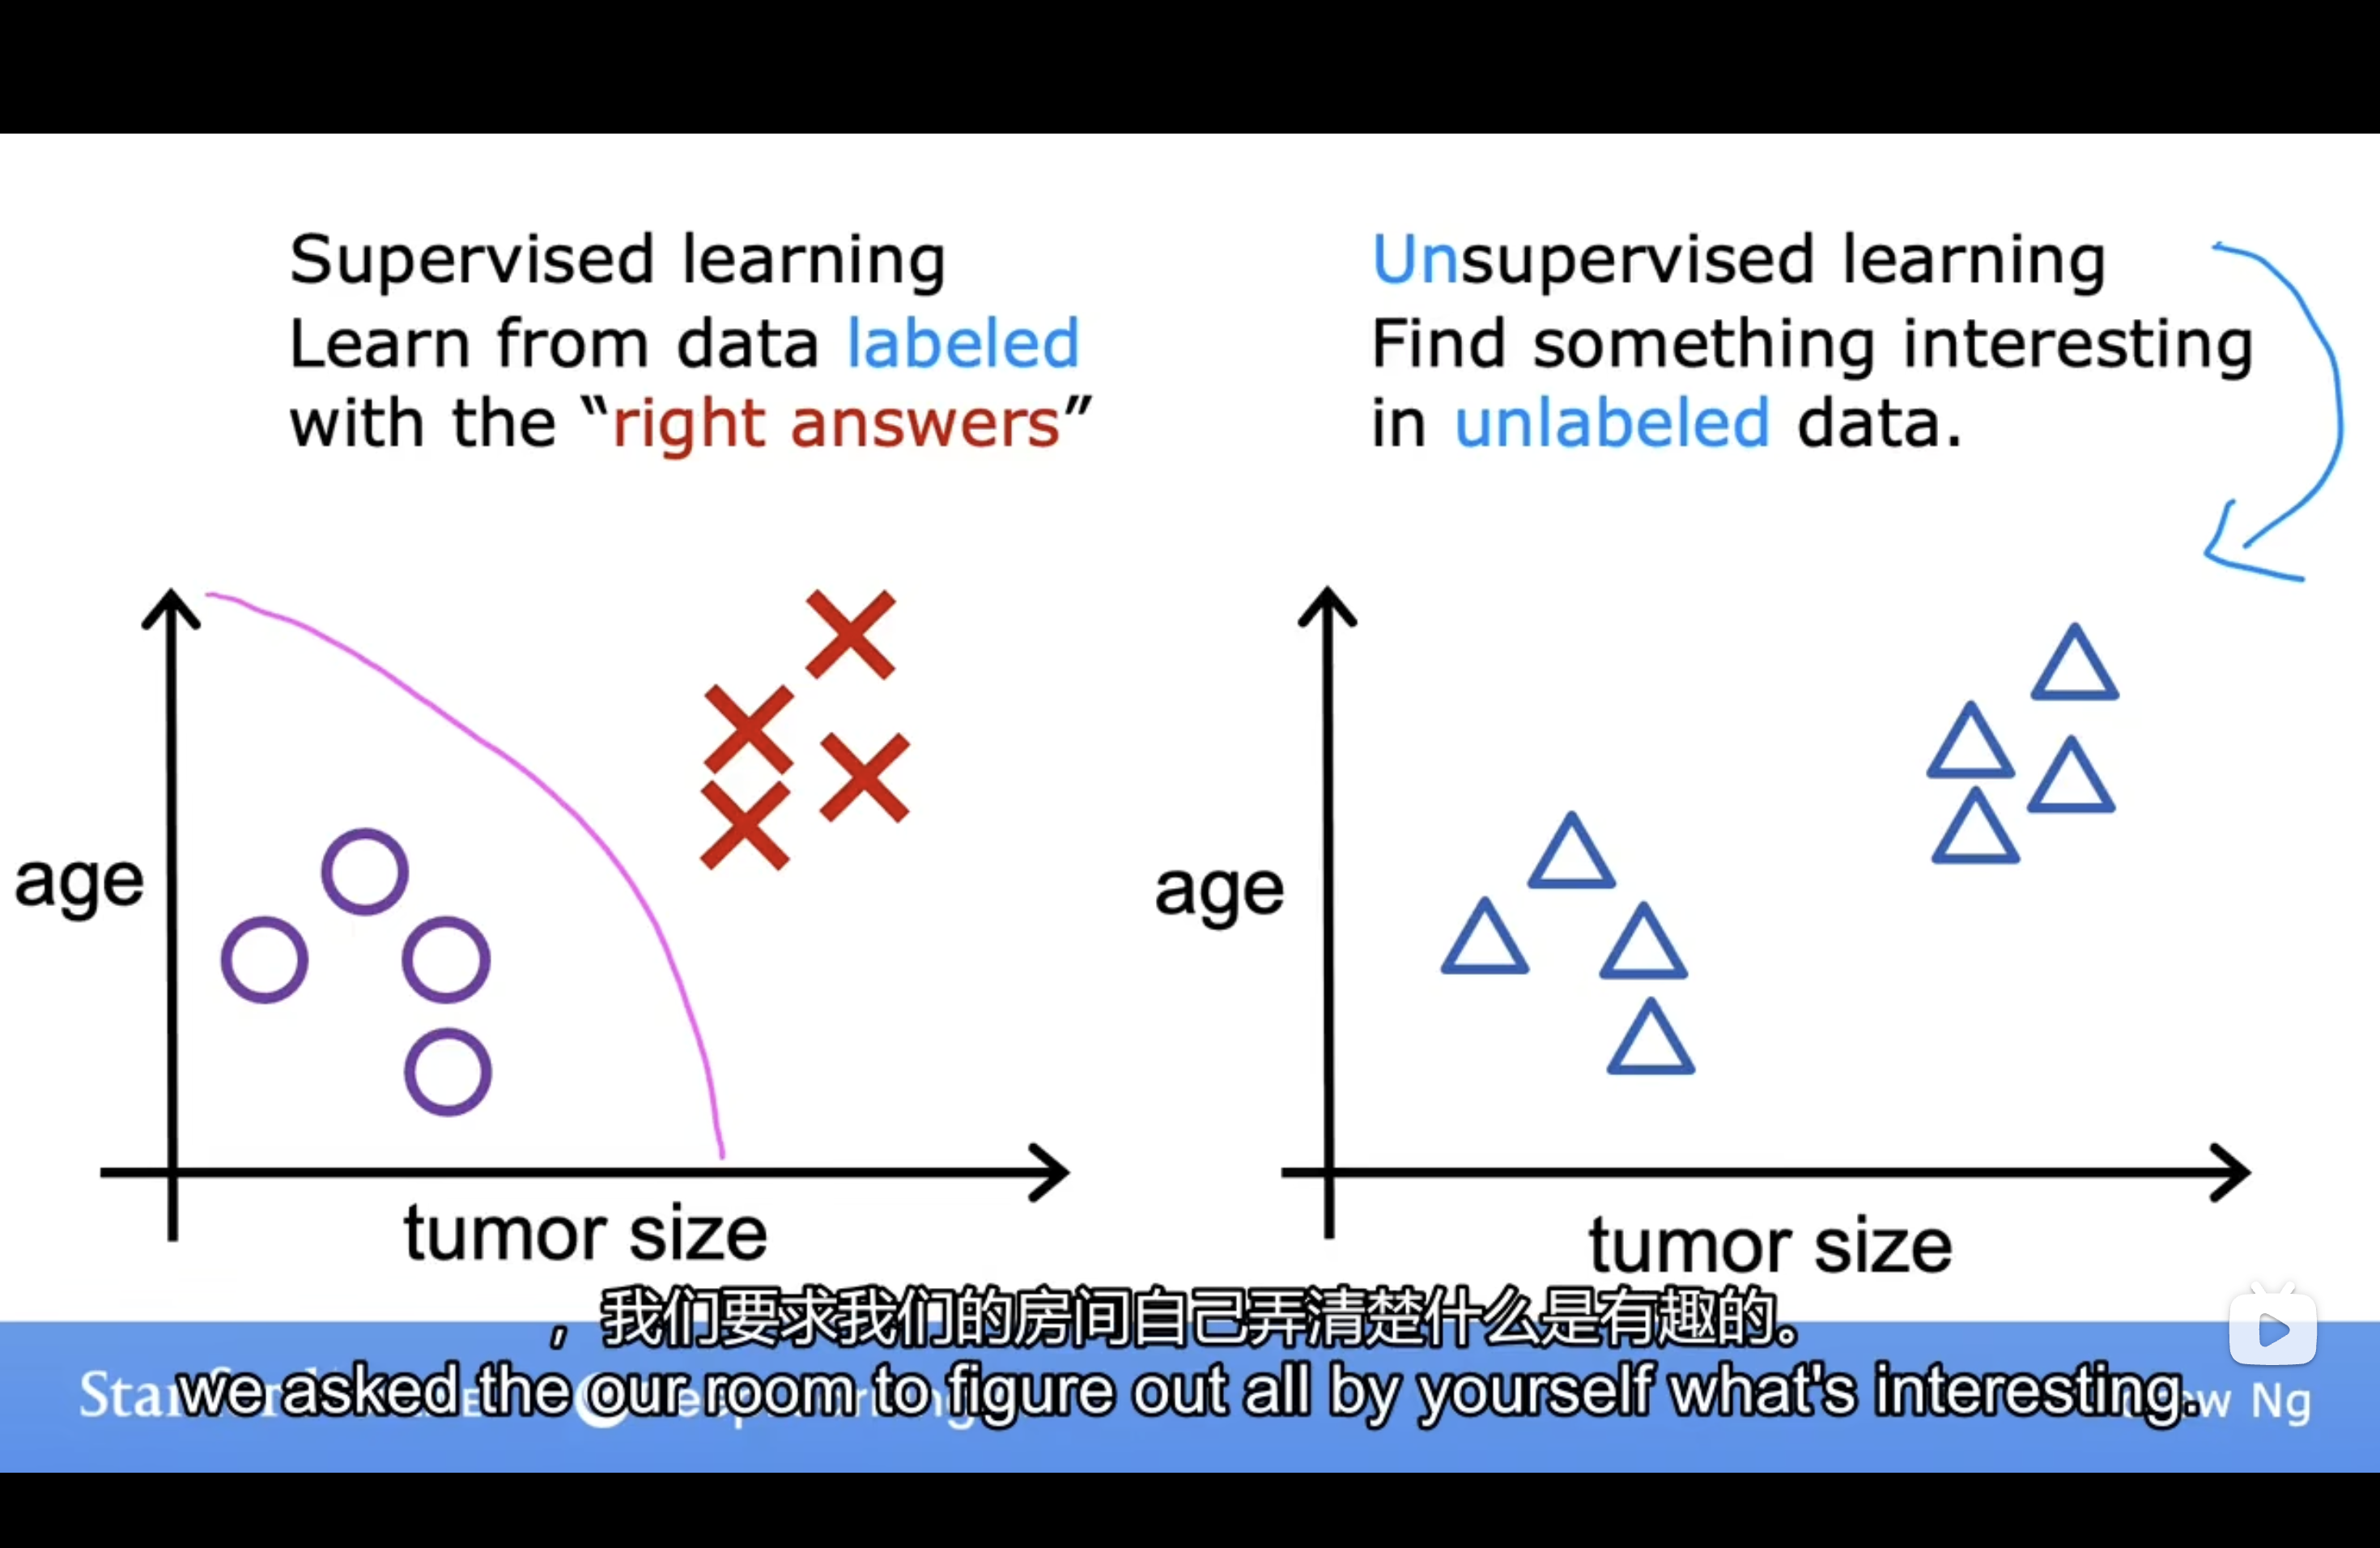 Supervised learning
Learn from data labeled
with the “right answers”
Unsupervised learning
Find something interesting
in unlabeled data.
age
tumor size
age
tumor size
，我们要求我们的房间自己弄清楚什么是有趣的。
we asked the our room to figure out all by yourself what's interesting.
Ng